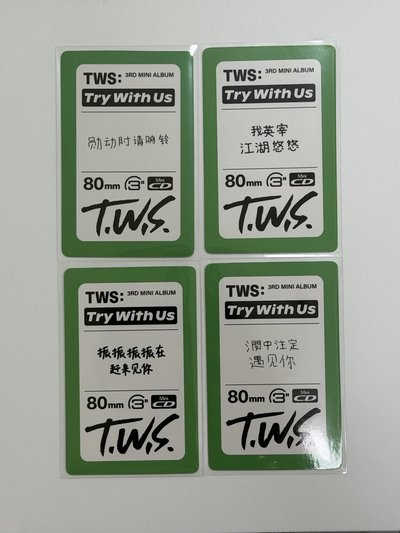 TWS: 3RD MINI ALBUM
Try With Us
勋动时请明铃
80mm 3" Mini CD
T.W.S.
TWS: 3RD MINI ALBUM
Try With Us
我英宰
江湖悠悠
80mm 3" Mini CD
T.W.S.
TWS: 3RD MINI ALBUM
Try With Us
振振振振在
赶来见你
80mm 3" Mini CD
T.W.S.
TWS: 3RD MINI ALBUM
Try With Us
潤中注定
遇见你
80mm 3" Mini CD
T.W.S.